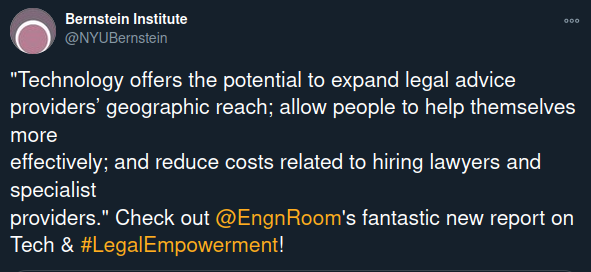 Bernstein Institute
@NYUBernstein
"Technology offers the potential to expand legal advice
providers’ geographic reach; allow people to help themselves
more
effectively; and reduce costs related to hiring lawyers and
specialist
providers." Check out @EngnRoom's fantastic new report on
Tech & #LegalEmpowerment!